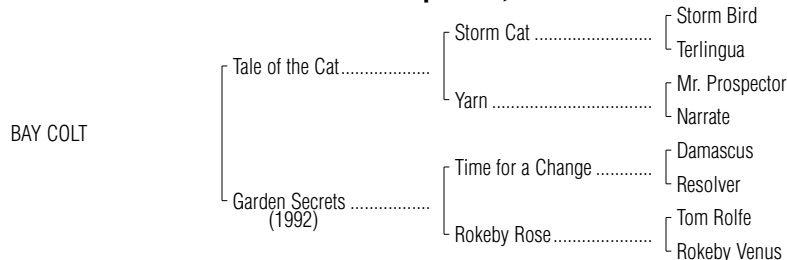 Storm Bird
Storm Cat ........................
Terlingua
Tale of the Cat...................
Mr. Prospector
Yarn .................................
Narrate
BAY COLT
Damascus
Time for a Change ............
Resolver
Garden Secrets .................
(1992)
Tom Rolfe
Rokeby Rose....................
Rokeby Venus